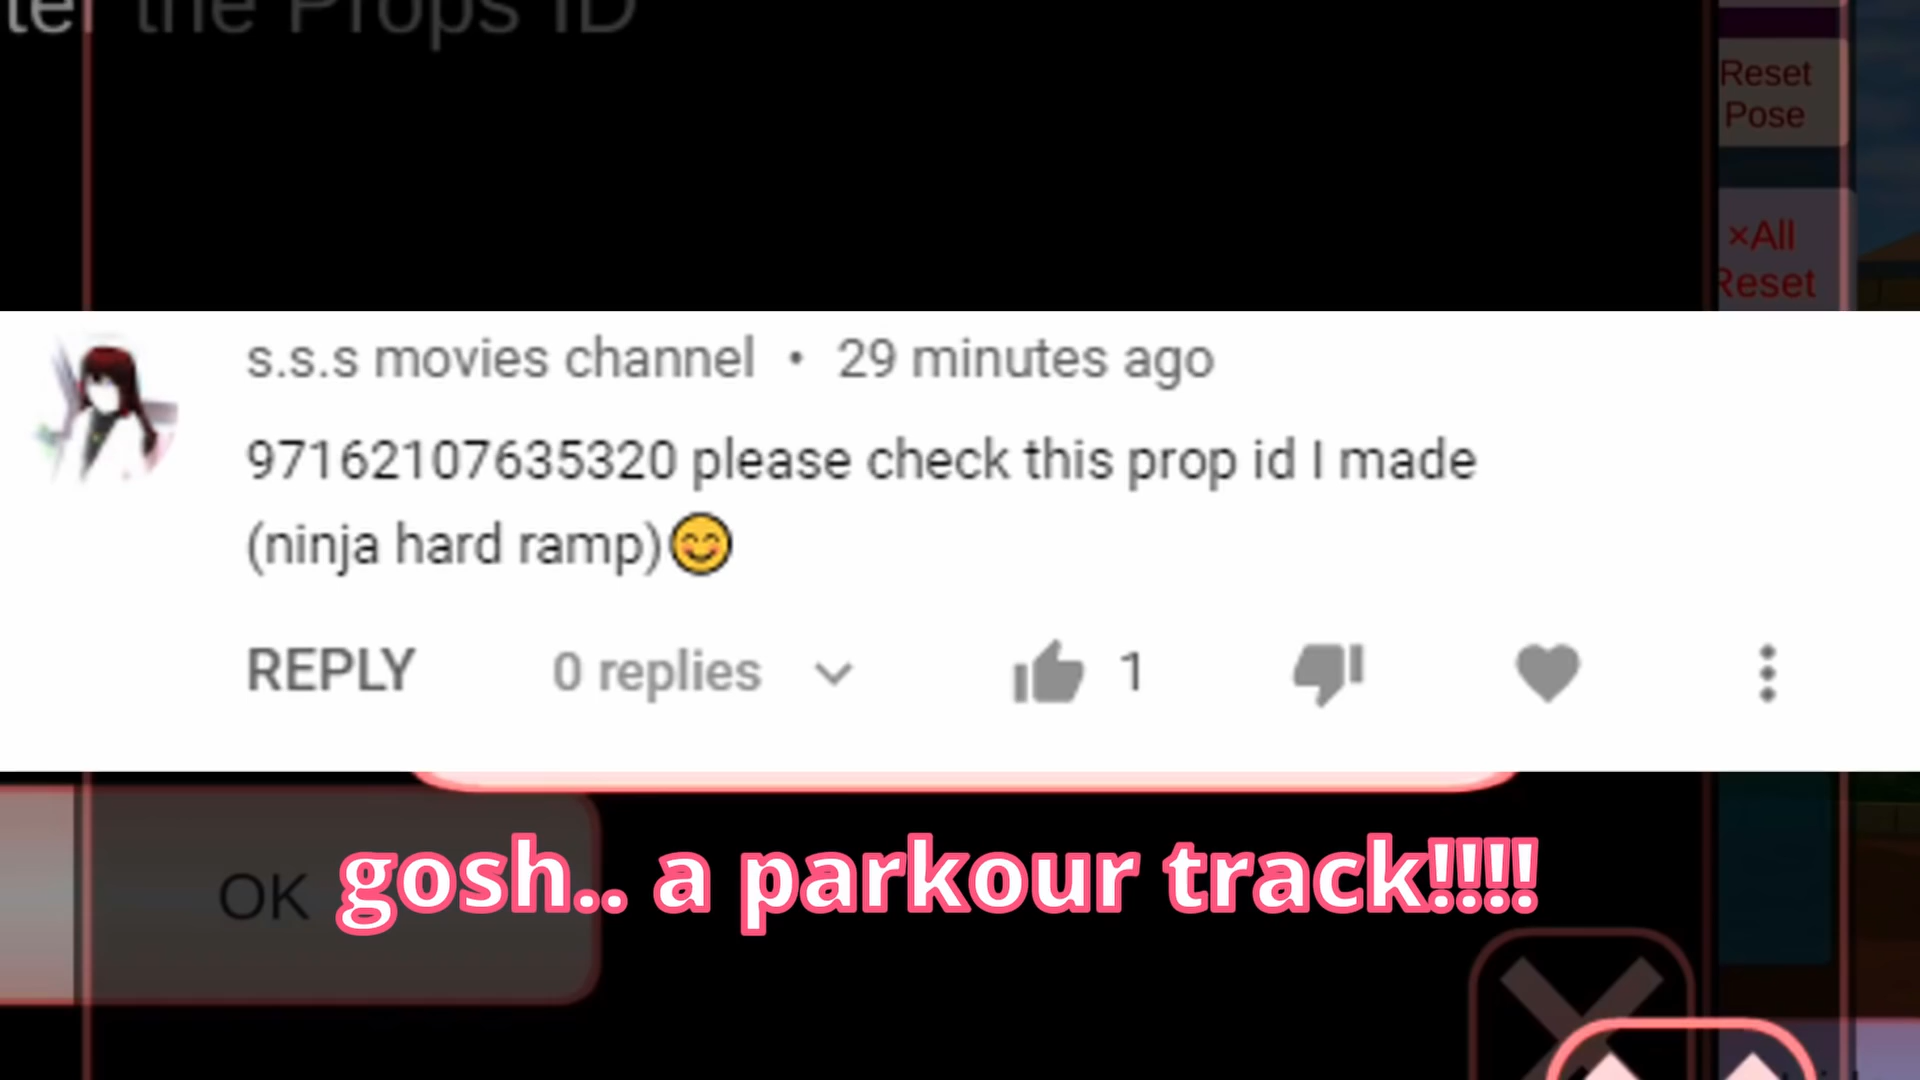 ter the Props ID
Reset
Pose
×All
Reset
s.s.s movies channel • 29 minutes ago
97162107635320 please check this prop id I made
(ninja hard ramp)😊
REPLY 0 replies 1
OK
gosh.. a parkour track!!!!